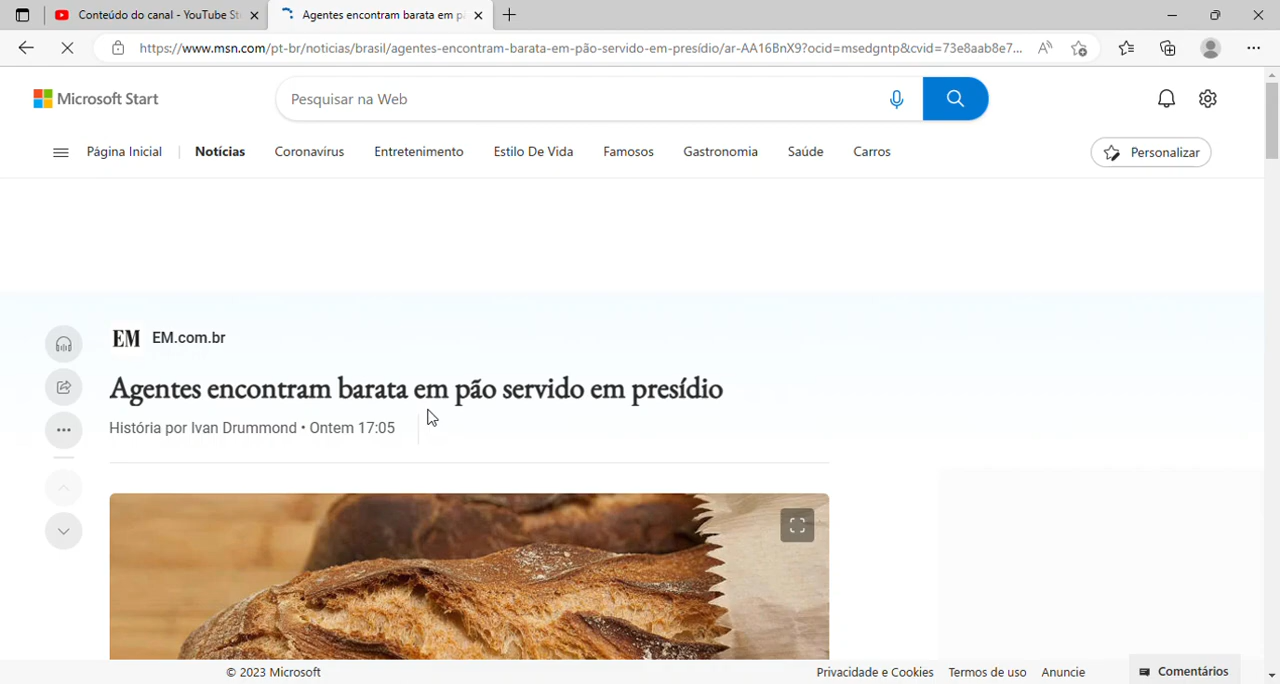 Conteúdo do canal - YouTube St
Agentes encontram barata em p
https://www.msn.com/pt-br/noticias/brasil/agentes-encontram-barata-em-pão-servido-em-presídio/ar-AA16BnX9?ocid=msedgntp&cvid=73e8aab8e7...
Microsoft Start
Pesquisar na Web
Página Inicial
Notícias
Coronavírus
Entretenimento
Estilo De Vida
Famosos
Gastronomia
Saúde
Carros
Personalizar
EM EM.com.br
Agentes encontram barata em pão servido em presídio
História por Ivan Drummond • Ontem 17:05
© 2023 Microsoft
Privacidade e Cookies
Termos de uso
Anuncie
Comentários